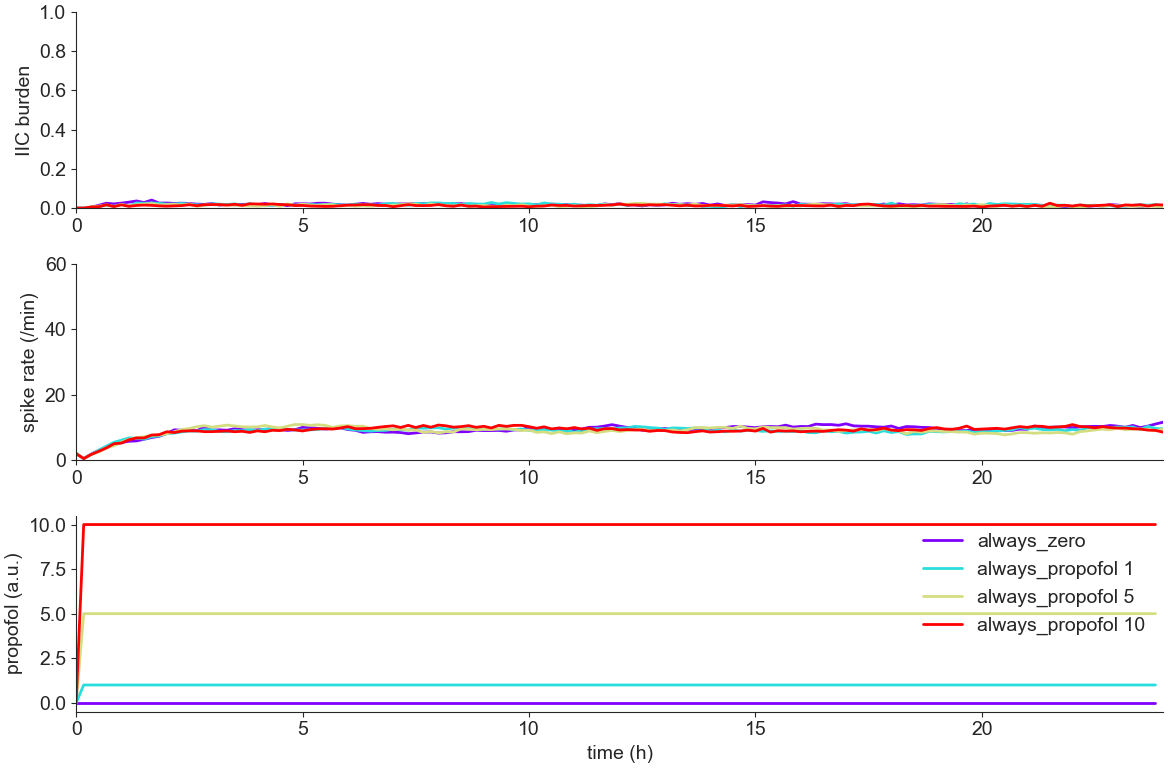 IIC burden
1.0
0.8
0.6
0.4
0.2
0.0
0 5 10 15 20
spike rate (/min)
60
40
20
0
0 5 10 15 20
propofol (a.u.)
10.0
7.5
5.0
2.5
0.0
always_zero
always_propofol 1
always_propofol 5
always_propofol 10
0 5 10 15 20
time (h)